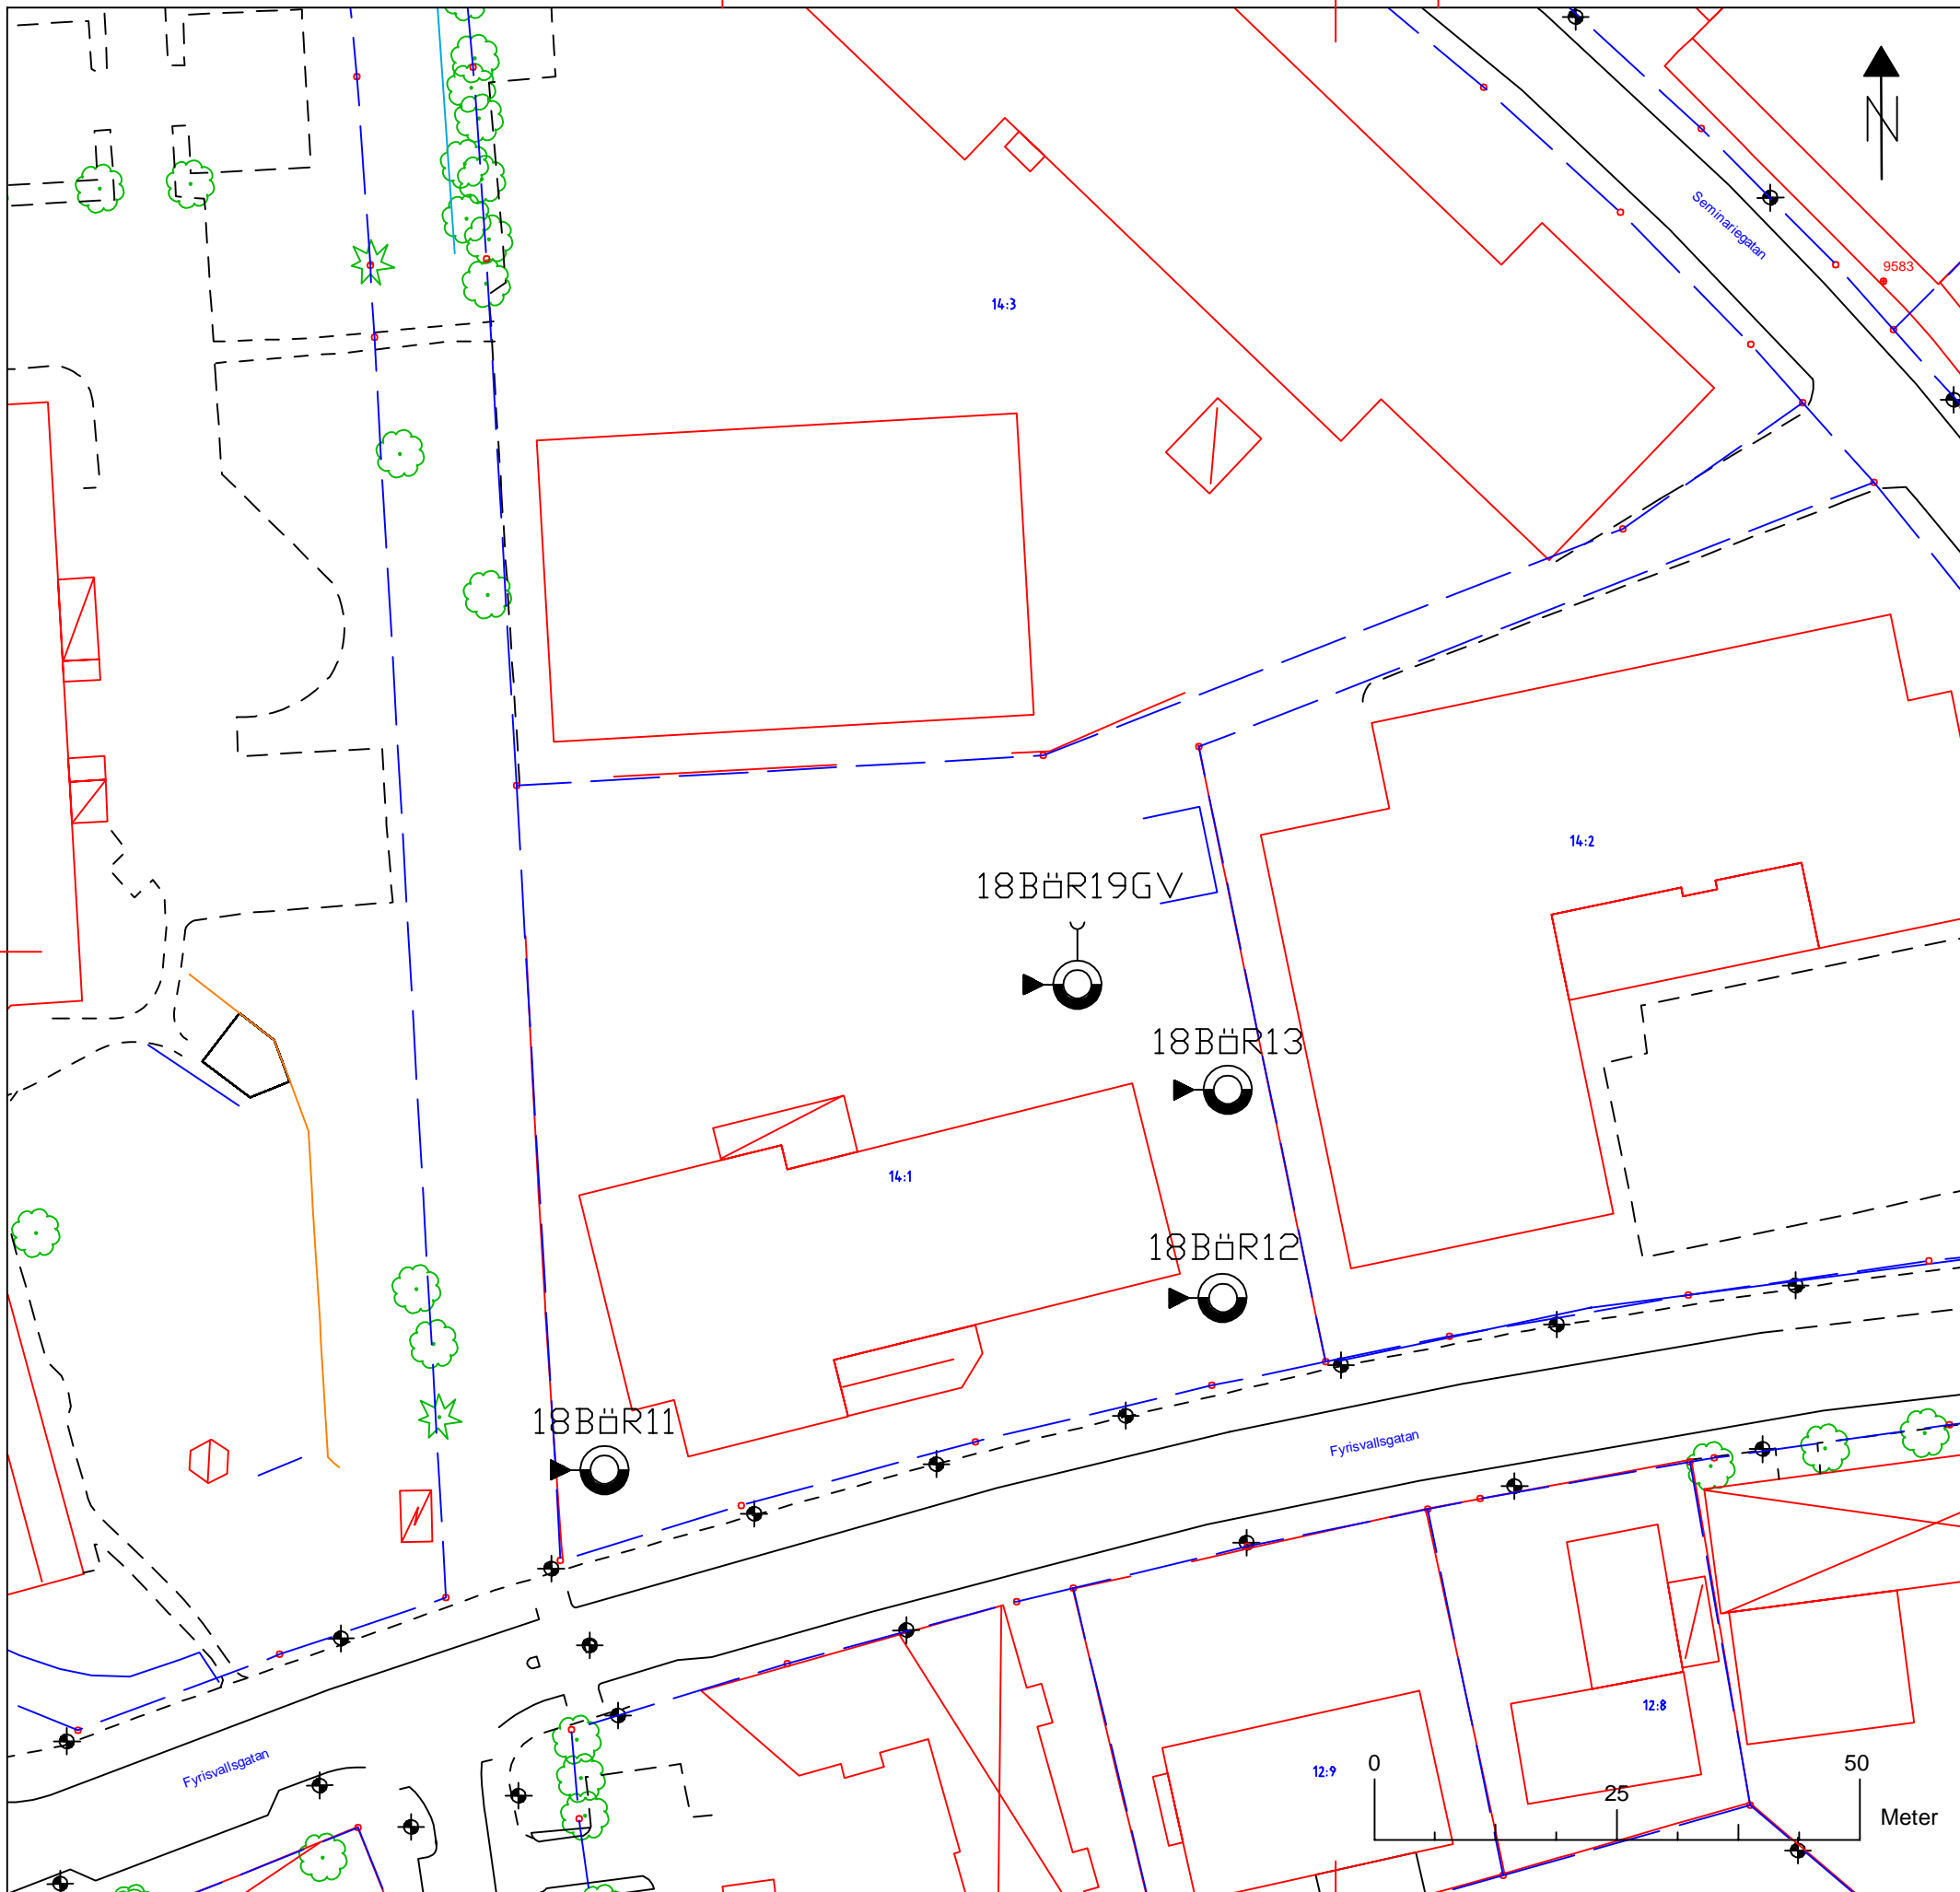 N
Seminariegatan
9583
14:3
14:2
18BöR19GV
18BöR13
14:1
18BöR12
18BöR11
Fyrisvallsgatan
12:8
Fyrisvallsgatan
12:9
0
50
25
Meter